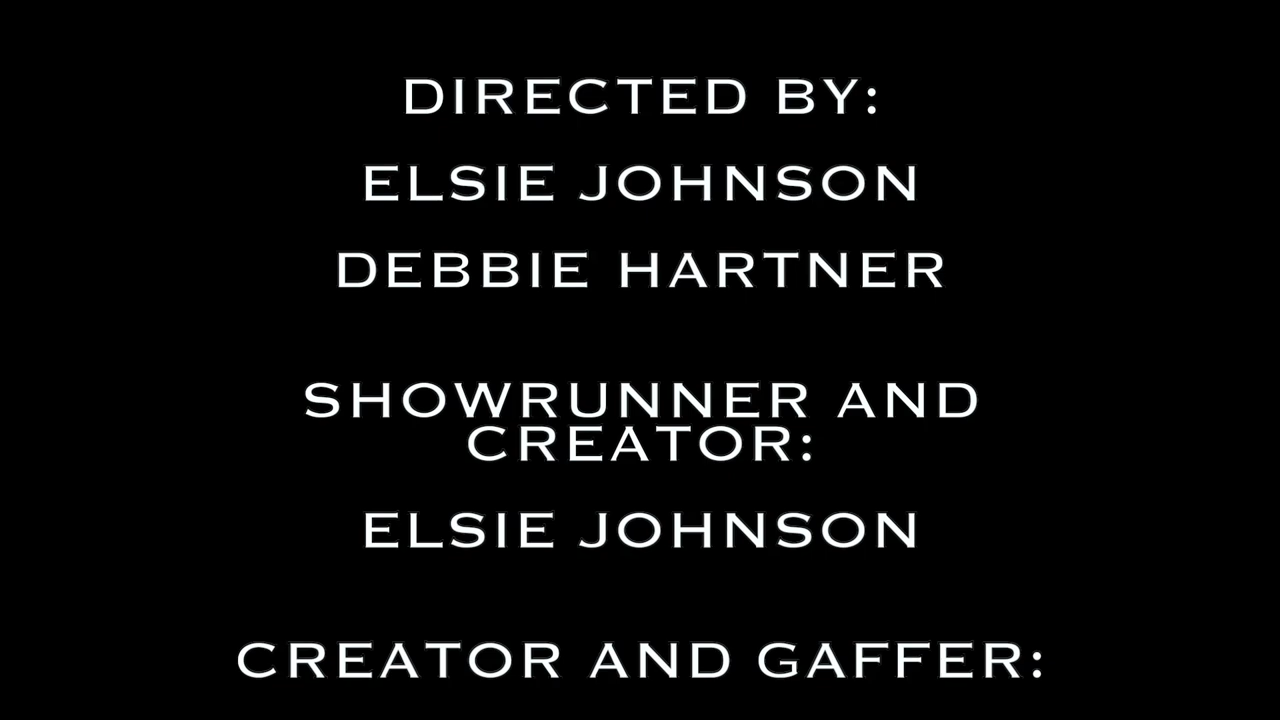 DIRECTED BY:
ELSIE JOHNSON
DEBBIE HARTNER
SHOWRUNNER AND
CREATOR:
ELSIE JOHNSON
CREATOR AND GAFFER: